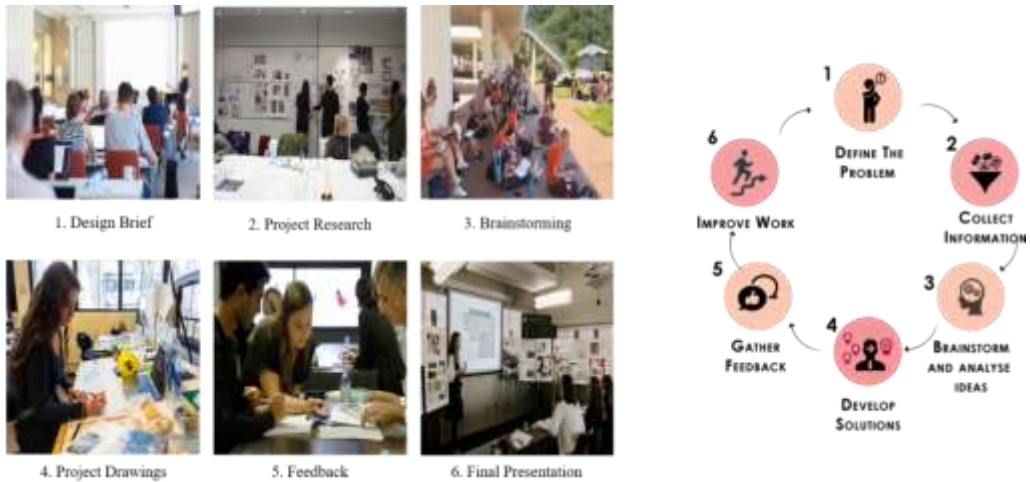 1. Design Brief
2. Project Research
3. Brainstorming
4. Project Drawings
5. Feedback
6. Final Presentation
1
DEFINE THE
PROBLEM
2
COLLECT
INFORMATION
3
BRAINSTORM
AND ANALYSE
IDEAS
4
DEVELOP
SOLUTIONS
5
GATHER
FEEDBACK
6
IMPROVE WORK